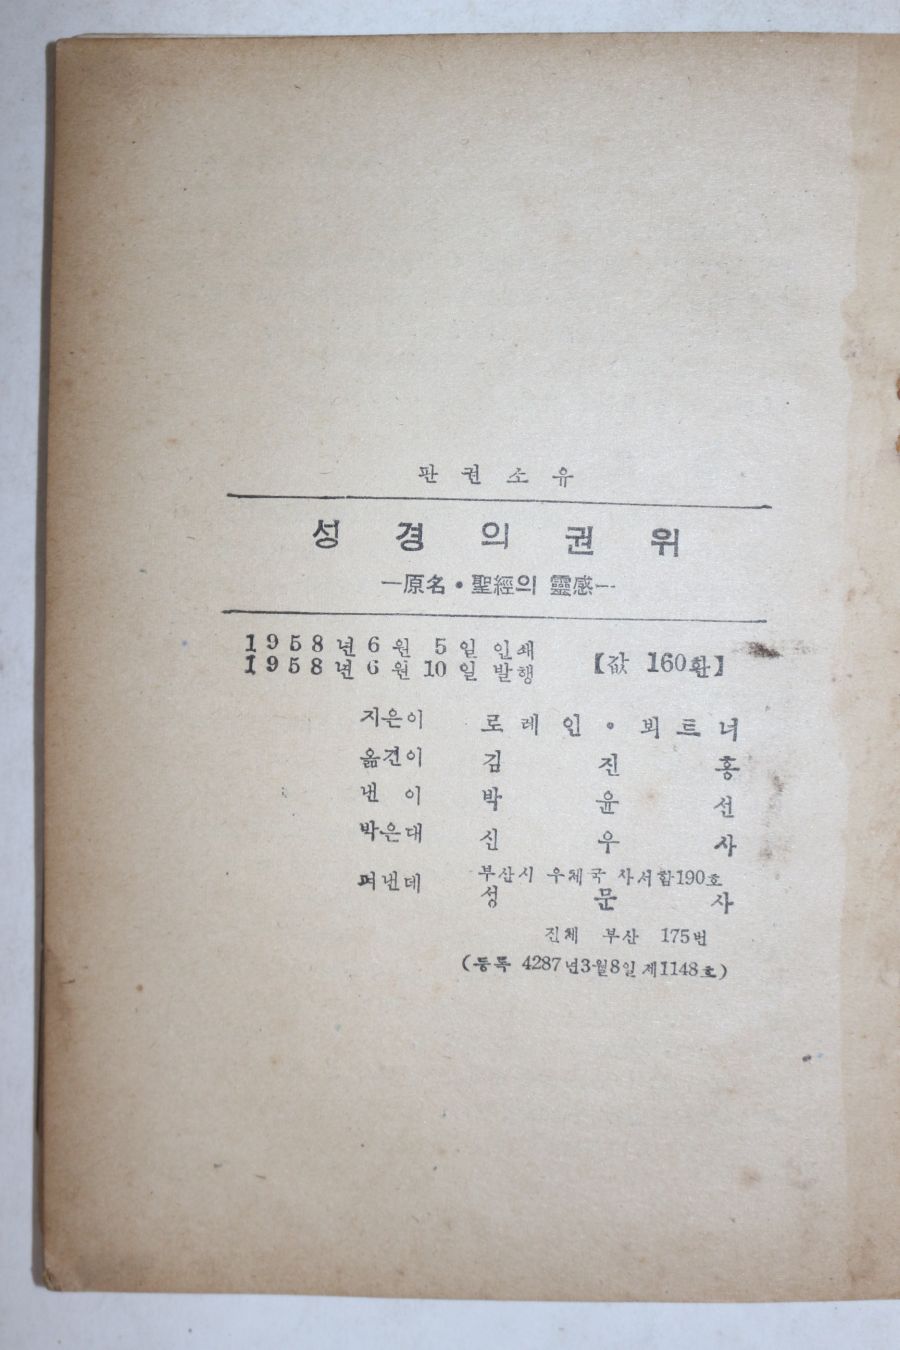 판권소유
성경의권위
—原名·聖經의 靈感—
1958년6월 5일 인쇄
1958년6월10일 발행
【값 160환】
지은이 로레인·뵈트너
옮긴이 김진홍
낸이 박윤선
박은대 신우사
펴낸데 부산시 우체국 사서함190호
성문사
진체 부산 175번
(등록 4287년3월8일제1148호)